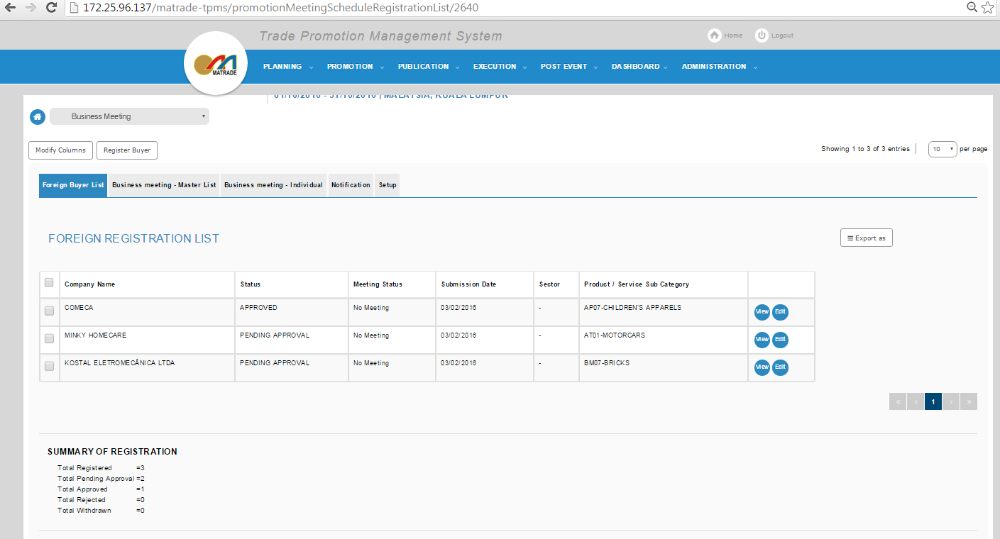 172.25.96.137/matrade-tpms/promotionMeetingScheduleRegistrationList/2640
Trade Promotion Management System
Home Logout
MATRADE
PLANNING PROMOTION PUBLICATION EXECUTION POST EVENT DASHBOARD ADMINISTRATION
01/10/2016 - 31/10/2016 | MALAYSIA, KUALA LUMPUR
Business Meeting
Modify Columns Register Buyer Showing 1 to 3 of 3 entries 10 per page
Foreign Buyer List Business meeting - Master List Business meeting - Individual Notification Setup
FOREIGN REGISTRATION LIST
Export as
Company Name Status Meeting Status Submission Date Sector Product / Service Sub Category
COMECA APPROVED No Meeting 03/02/2016 - AP07-CHILDREN'S APPARELS View Edit
MINKY HOMECARE PENDING APPROVAL No Meeting 03/02/2016 - AT01-MOTORCARS View Edit
KOSTAL ELETROMECÂNICA LTDA PENDING APPROVAL No Meeting 03/02/2016 - BM07-BRICKS View Edit
« ‹ 1 › »
SUMMARY OF REGISTRATION
Total Registered =3
Total Pending Approval =2
Total Approved =1
Total Rejected =0
Total Withdrawn =0